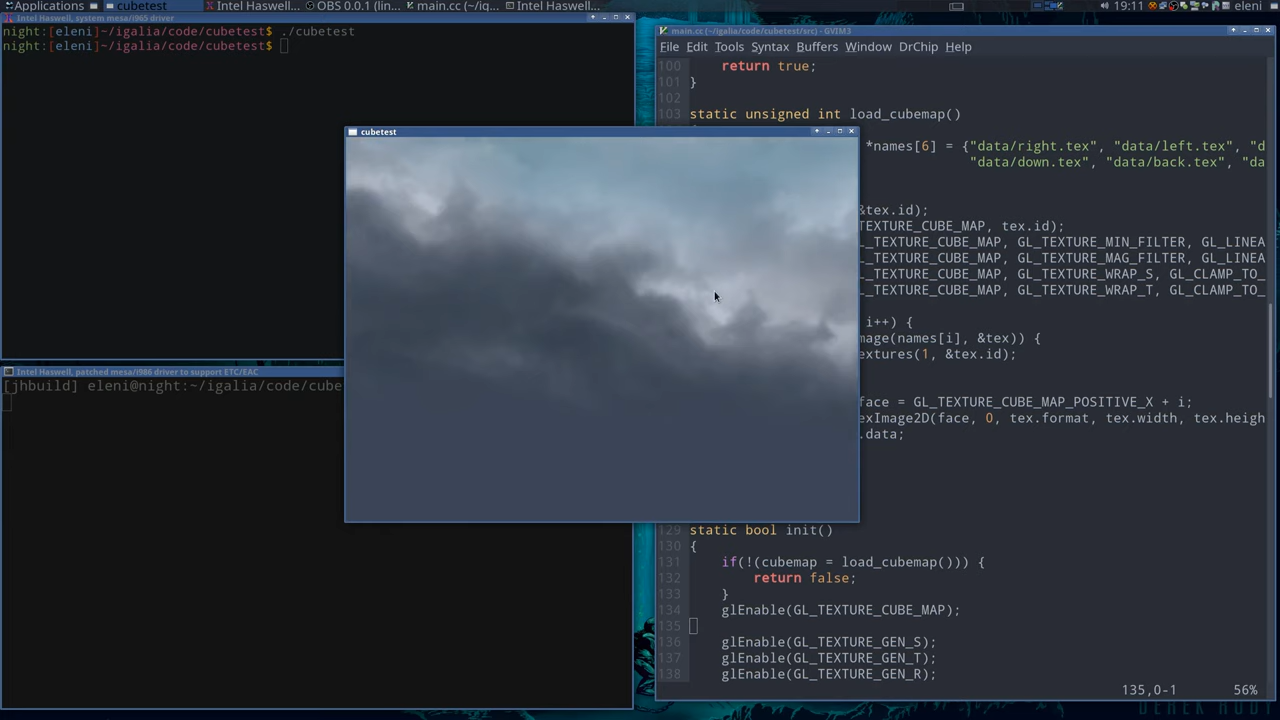 Applications cubetest Intel Haswell... OBS 0.0.1 (lin... main.cc (~/iq... Intel Haswell... 19:11 eleni
Intel Haswell, system mesa/i965 driver
night:[eleni]~/igalia/code/cubetest$ ./cubetest
night:[eleni]~/igalia/code/cubetest$
Intel Haswell, patched mesa/i986 driver to support ETC/EAC
[jhbuild] eleni@night:~/igalia/code/cube
cubetest
main.cc (~/igalia/code/cubetest/src) - GVIM3
File Edit Tools Syntax Buffers Window DrChip Help
100 return true;
101 }
102
103 static unsigned int load_cubemap()
*names[6] = {"data/right.tex", "data/left.tex", "d
"data/down.tex", "data/back.tex", "da
&tex.id);
TEXTURE_CUBE_MAP, tex.id);
L_TEXTURE_CUBE_MAP, GL_TEXTURE_MIN_FILTER, GL_LINEA
L_TEXTURE_CUBE_MAP, GL_TEXTURE_MAG_FILTER, GL_LINEA
L_TEXTURE_CUBE_MAP, GL_TEXTURE_WRAP_S, GL_CLAMP_TO_
L_TEXTURE_CUBE_MAP, GL_TEXTURE_WRAP_T, GL_CLAMP_TO_
i++) {
mage(names[i], &tex)) {
extures(1, &tex.id);
face = GL_TEXTURE_CUBE_MAP_POSITIVE_X + i;
exImage2D(face, 0, tex.format, tex.width, tex.heigh
.data;
129 static bool init()
130 {
131 if(!(cubemap = load_cubemap())) {
132 return false;
133 }
134 glEnable(GL_TEXTURE_CUBE_MAP);
135
136 glEnable(GL_TEXTURE_GEN_S);
137 glEnable(GL_TEXTURE_GEN_T);
138 glEnable(GL_TEXTURE_GEN_R);
135,0-1 56%